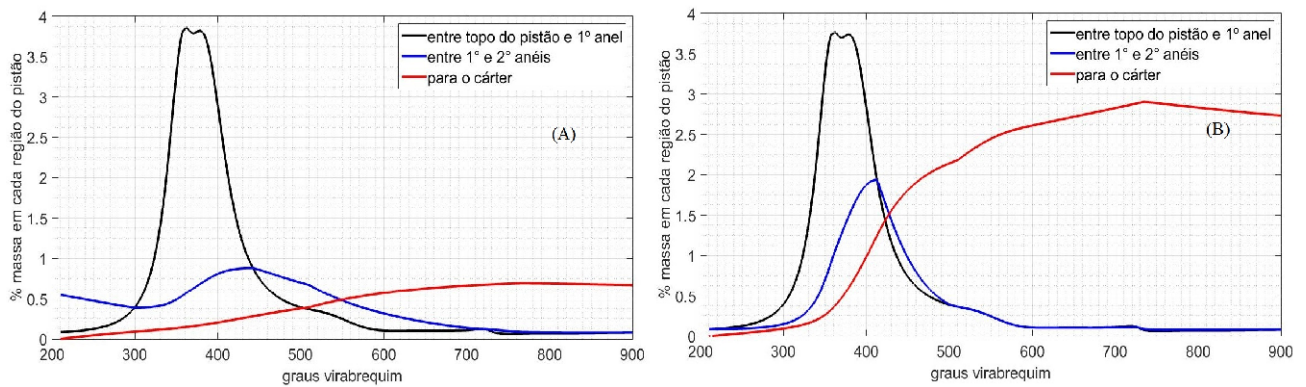 % massa em cada região do pistão
4
3.5
3
2.5
2
1.5
1
0.5
0
entre topo do pistão e 1º anel
entre 1° e 2° anéis
para o cárter
(A)
200 300 400 500 600 700 800 900
graus virabrequim
% massa em cada região do pistão
4
3.5
3
2.5
2
1.5
1
0.5
0
entre topo do pistão e 1º anel
entre 1° e 2° anéis
para o cárter
(B)
200 300 400 500 600 700 800 900
graus virabrequim